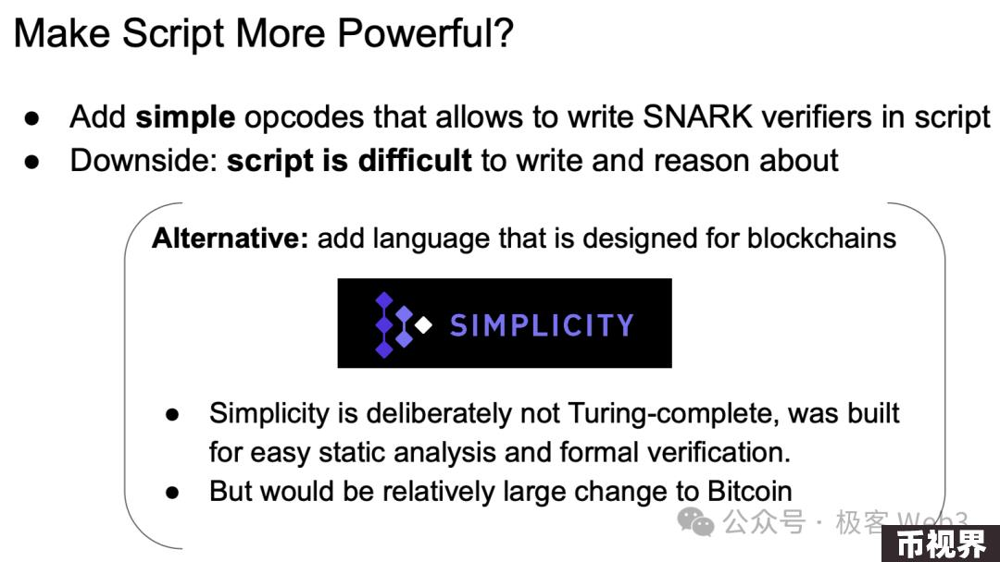 Make Script More Powerful?
● Add simple opcodes that allows to write SNARK verifiers in script
● Downside: script is difficult to write and reason about
Alternative: add language that is designed for blockchains
SIMPLICITY
● Simplicity is deliberately not Turing-complete, was built
for easy static analysis and formal verification.
● But would be relatively large change to Bitcoin
公众号 · 极客 Web3
币视界